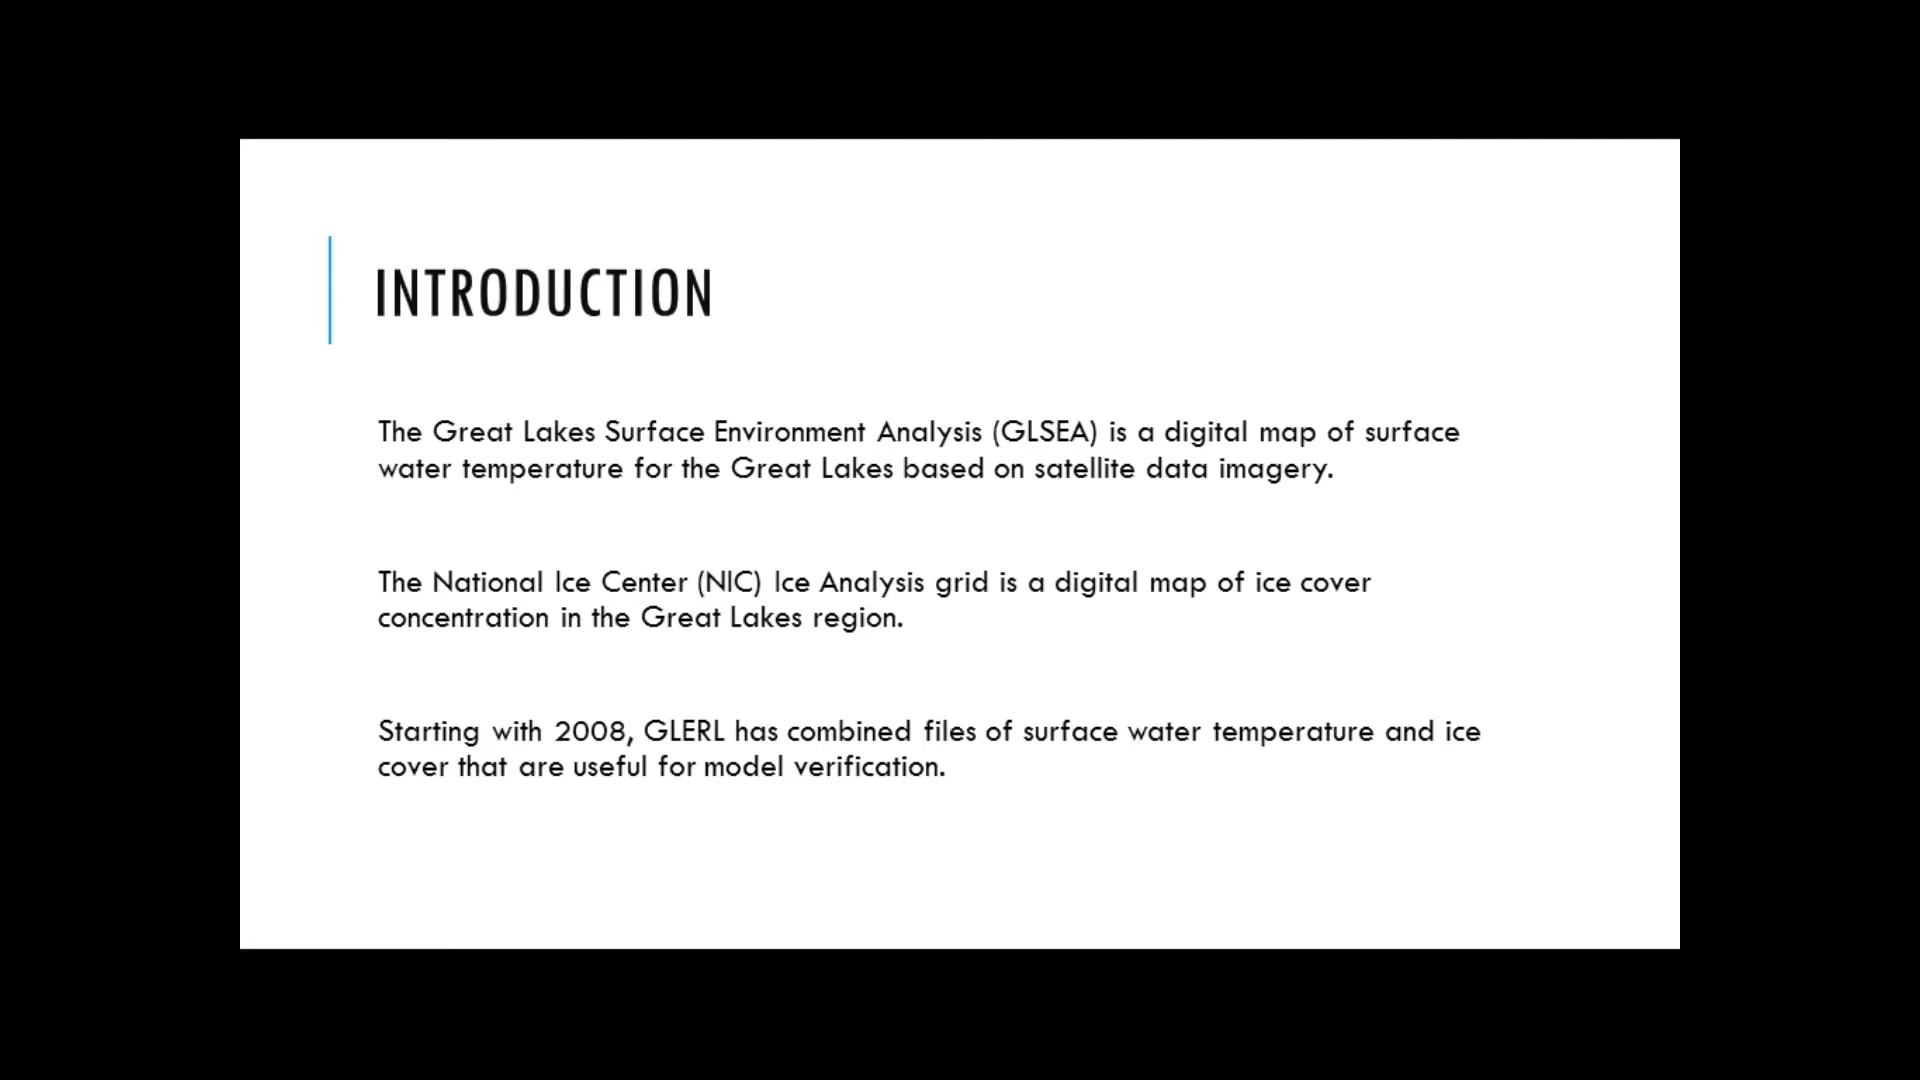 INTRODUCTION
The Great Lakes Surface Environment Analysis (GLSEA) is a digital map of surface
water temperature for the Great Lakes based on satellite data imagery.
The National Ice Center (NIC) Ice Analysis grid is a digital map of ice cover
concentration in the Great Lakes region.
Starting with 2008, GLERL has combined files of surface water temperature and ice
cover that are useful for model verification.